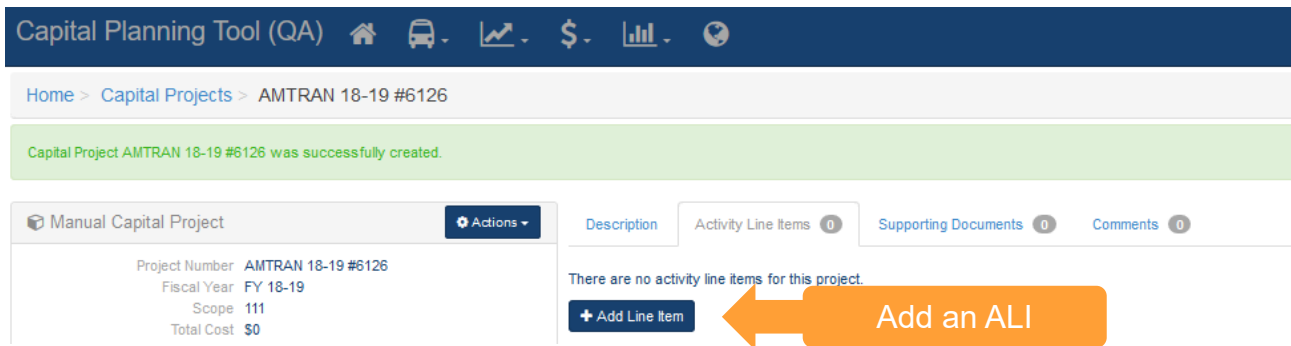 Capital Planning Tool (QA)
Home > Capital Projects > AMTRAN 18-19 #6126
Capital Project AMTRAN 18-19 #6126 was successfully created.
Manual Capital Project
Actions
Project Number AMTRAN 18-19 #6126
Fiscal Year FY 18-19
Scope 111
Total Cost $0
Description Activity Line Items 0 Supporting Documents 0 Comments 0
There are no activity line items for this project.
+ Add Line Item
Add an ALI